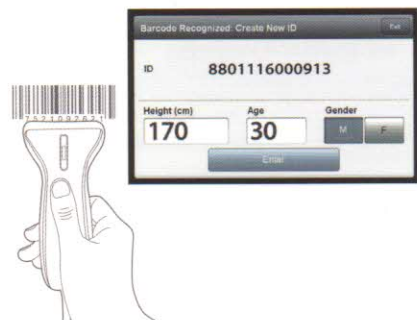 Barcode Recognized: Create New ID
Exit
ID 8801116000913
Height (cm) Age Gender
170 30 M F
Enter